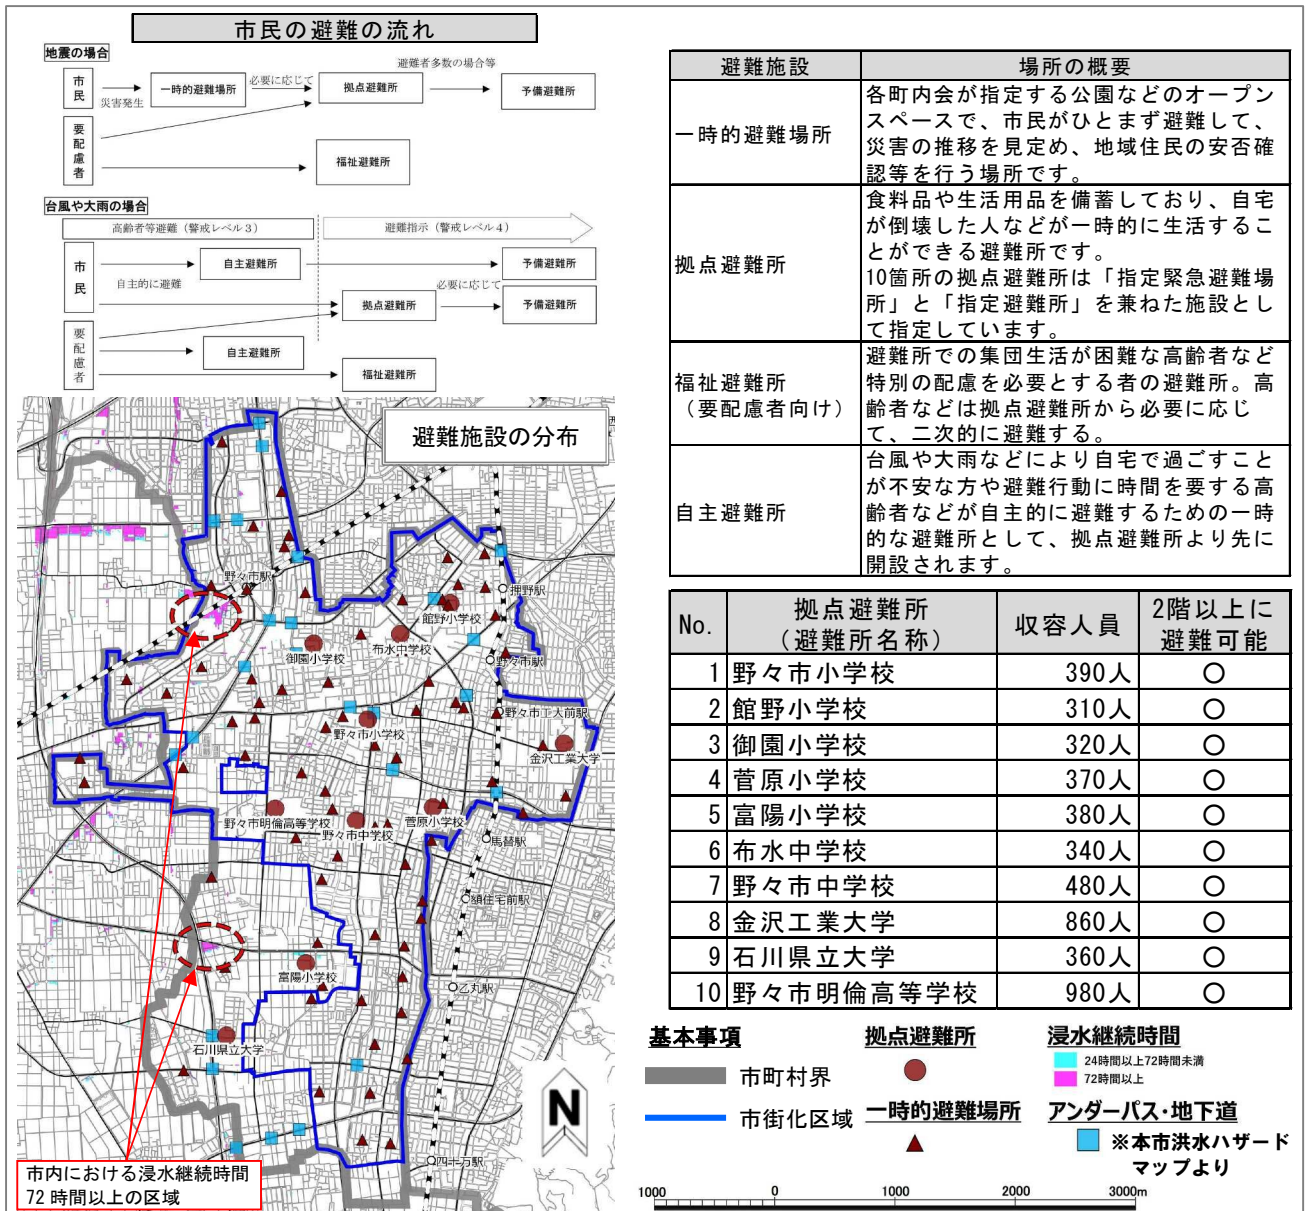 市民の避難の流れ
地震の場合
市民
災害発生
一時的避難場所
必要に応じて
拠点避難所
避難者多数の場合等
予備避難所
要配慮者
福祉避難所
台風や大雨の場合
高齢者等避難（警戒レベル３）
避難指示（警戒レベル４）
市民
自主避難所
予備避難所
自主的に避難
拠点避難所
必要に応じて
予備避難所
要配慮者
自主避難所
福祉避難所
避難施設の分布
野々市駅
押野駅
館野小学校
布水中学校
御園小学校
野々市駅
野々市工大前駅
野々市小学校
金沢工業大学
野々市明倫高等学校
野々市中学校
菅原小学校
馬替駅
額住宅前駅
富陽小学校
乙丸駅
石川県立大学
四十万駅
N
市内における浸水継続時間
72 時間以上の区域
避難施設 場所の概要
一時的避難場所
各町内会が指定する公園などのオープン
スペースで、市民がひとまず避難して、
災害の推移を見定め、地域住民の安否確
認等を行う場所です。
拠点避難所
食料品や生活用品を備蓄しており、自宅
が倒壊した人などが一時的に生活するこ
とができる避難所です。
10箇所の拠点避難所は「指定緊急避難場
所」と「指定避難所」を兼ねた施設とし
て指定しています。
福祉避難所
（要配慮者向け）
避難所での集団生活が困難な高齢者など
特別の配慮を必要とする者の避難所。高
齢者などは拠点避難所から必要に応じ
て、二次的に避難する。
自主避難所
台風や大雨などにより自宅で過ごすこと
が不安な方や避難行動に時間を要する高
齢者などが自主的に避難するための一時
的な避難所として、拠点避難所より先に
開設されます。
No. 拠点避難所（避難所名称） 収容人員 2階以上に避難可能
1 野々市小学校 390人 ○
2 館野小学校 310人 ○
3 御園小学校 320人 ○
4 菅原小学校 370人 ○
5 富陽小学校 380人 ○
6 布水中学校 340人 ○
7 野々市中学校 480人 ○
8 金沢工業大学 860人 ○
9 石川県立大学 360人 ○
10 野々市明倫高等学校 980人 ○
基本事項
市町村界
市街化区域
拠点避難所
一時的避難場所
浸水継続時間
24時間以上72時間未満
72時間以上
アンダーパス・地下道
※本市洪水ハザード
マップより
1000 0 1000 2000 3000m